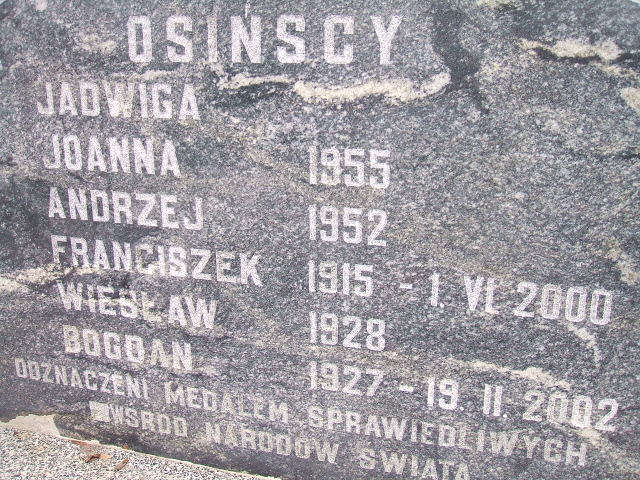 OSIŃSCY
JADWIGA
JOANNA 1955
ANDRZEJ 1952
FRANCISZEK 1915 - 1. VI. 2000
WIESŁAW 1928
BOGDAN 1927 - 19 II. 2002
ODZNACZENI MEDALEM SPRAWIEDLIWYCH
WŚRÓD NARODÓW ŚWIATA